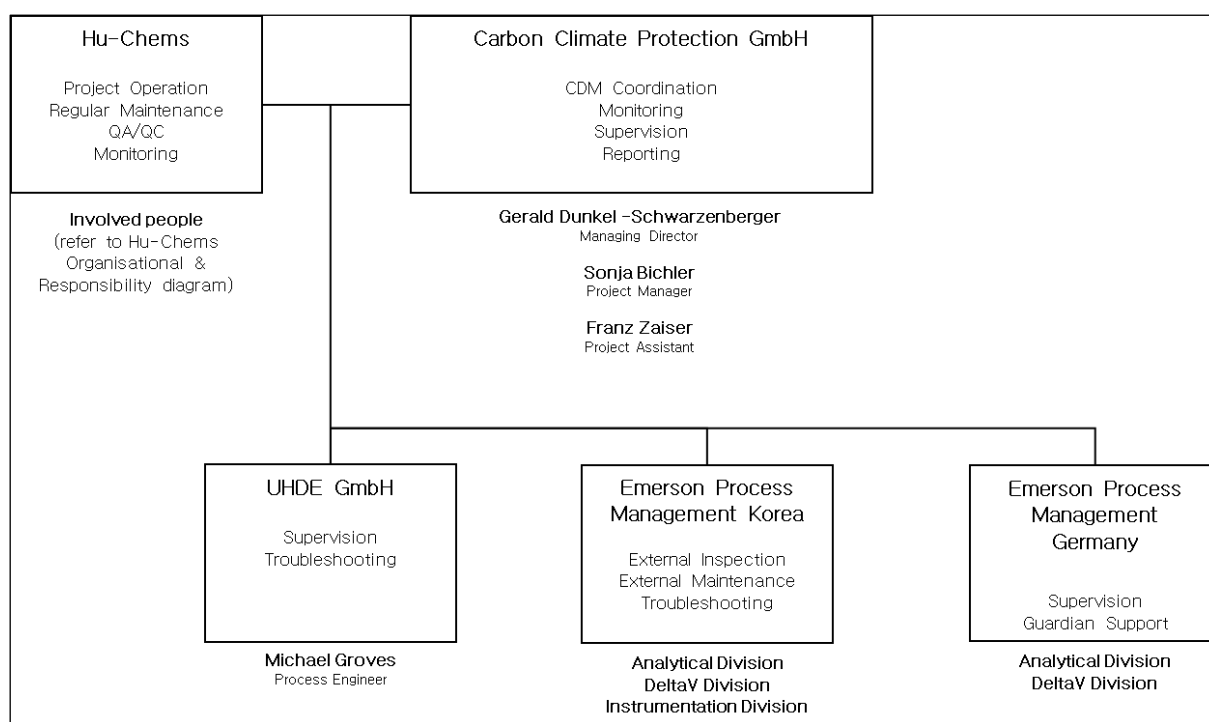 Hu-Chems
Project Operation
Regular Maintenance
QA/QC
Monitoring
Involved people
(refer to Hu-Chems
Organisational &
Responsibility diagram)
Carbon Climate Protection GmbH
CDM Coordination
Monitoring
Supervision
Reporting
Gerald Dunkel -Schwarzenberger
Managing Director
Sonja Bichler
Project Manager
Franz Zaiser
Project Assistant
UHDE GmbH
Supervision
Troubleshooting
Michael Groves
Process Engineer
Emerson Process
Management Korea
External Inspection
External Maintenance
Troubleshooting
Analytical Division
DeltaV Division
Instrumentation Division
Emerson Process
Management
Germany
Supervision
Guardian Support
Analytical Division
DeltaV Division